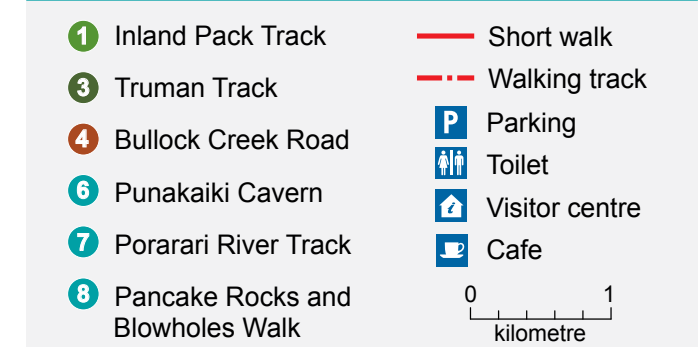 1 Inland Pack Track
3 Truman Track
4 Bullock Creek Road
6 Punakaiki Cavern
7 Porarari River Track
8 Pancake Rocks and
Blowholes Walk
Short walk
Walking track
P Parking
Toilet
i Visitor centre
Cafe
0 1
kilometre